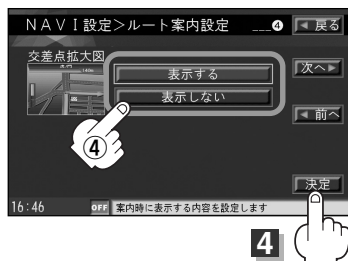 NAVI設定>ルート案内設定 ❹ ◀戻る
交差点拡大図
表示する
次へ▶
表示しない
◀前へ
④
決定
16:46 OFF 案内時に表示する内容を設定します
4